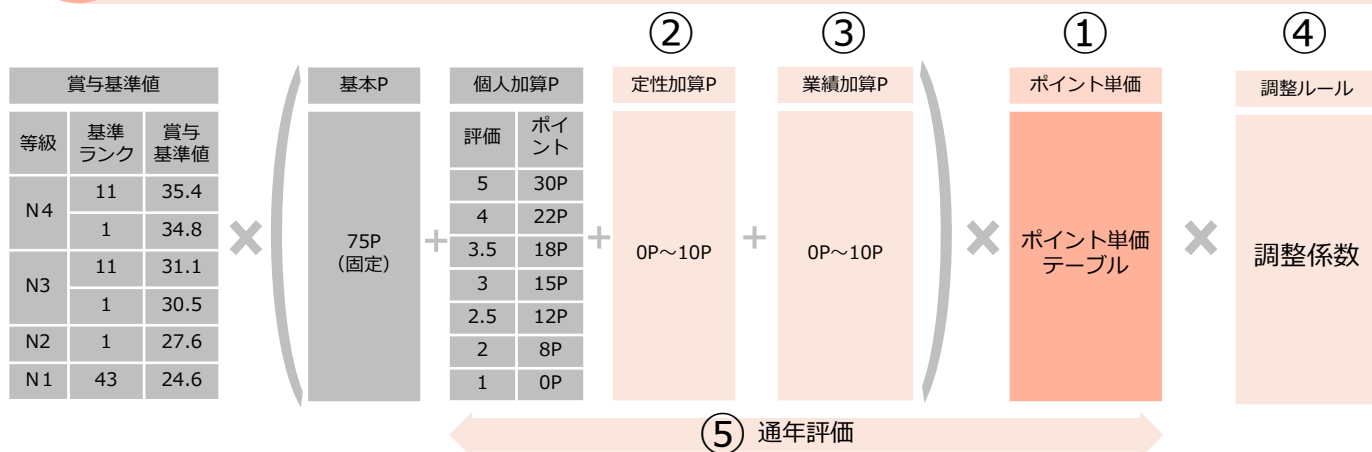 ② ③ ① ④
賞与基準値 基本P 個人加算P 定性加算P 業績加算P ポイント単価 調整ルール
等級 基準ランク 賞与基準値
N4 11 35.4
1 34.8
N3 11 31.1
1 30.5
N2 1 27.6
N1 43 24.6
×
(
75P
(固定)
+
評価 ポイント
5 30P
4 22P
3.5 18P
3 15P
2.5 12P
2 8P
1 0P
+
0P~10P
+
0P~10P
)
×
ポイント単価
テーブル
×
調整係数
⑤ 通年評価